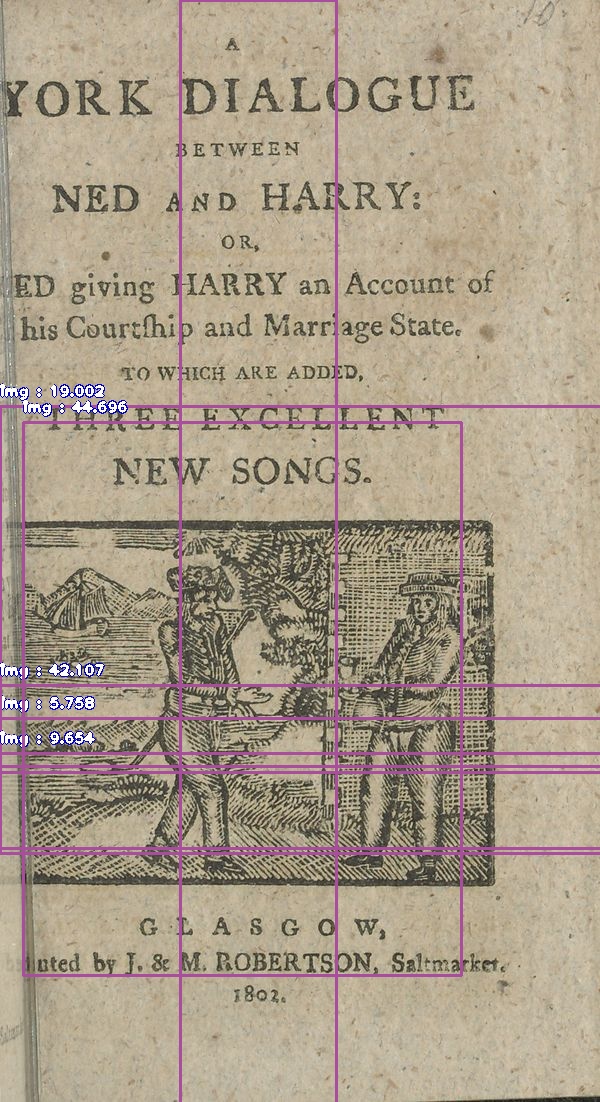 10.
A
YORK DIALOGUE
BETWEEN
NED AND HARRY:
OR,
ED giving HARRY an Account of
his Courtſhip and Marriage State.
TO WHICH ARE ADDED,
THREE EXCELLENT
NEW SONGS.
Img : 19.002
Img : 44.696
Img : 42.107
Img : 5.758
Img : 9.654
GLASGOW,
by J. & M. ROBERTSON, Saltmarket.
1802.